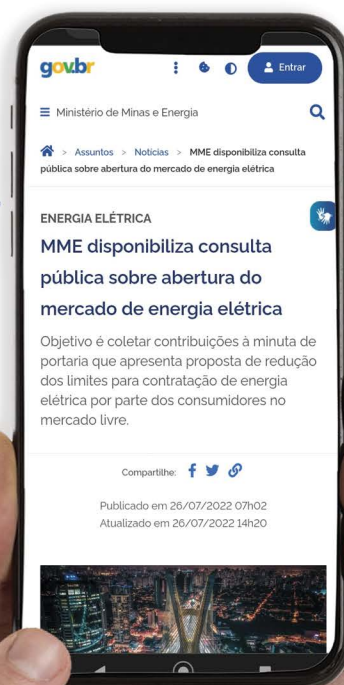 gov.br
Entrar
Ministério de Minas e Energia
> Assuntos > Notícias > MME disponibiliza consulta
pública sobre abertura do mercado de energia elétrica
ENERGIA ELÉTRICA
MME disponibiliza consulta
pública sobre abertura do
mercado de energia elétrica
Objetivo é coletar contribuições à minuta de
portaria que apresenta proposta de redução
dos limites para contratação de energia
elétrica por parte dos consumidores no
mercado livre.
Compartilhe:
Publicado em 26/07/2022 07h02
Atualizado em 26/07/2022 14h20